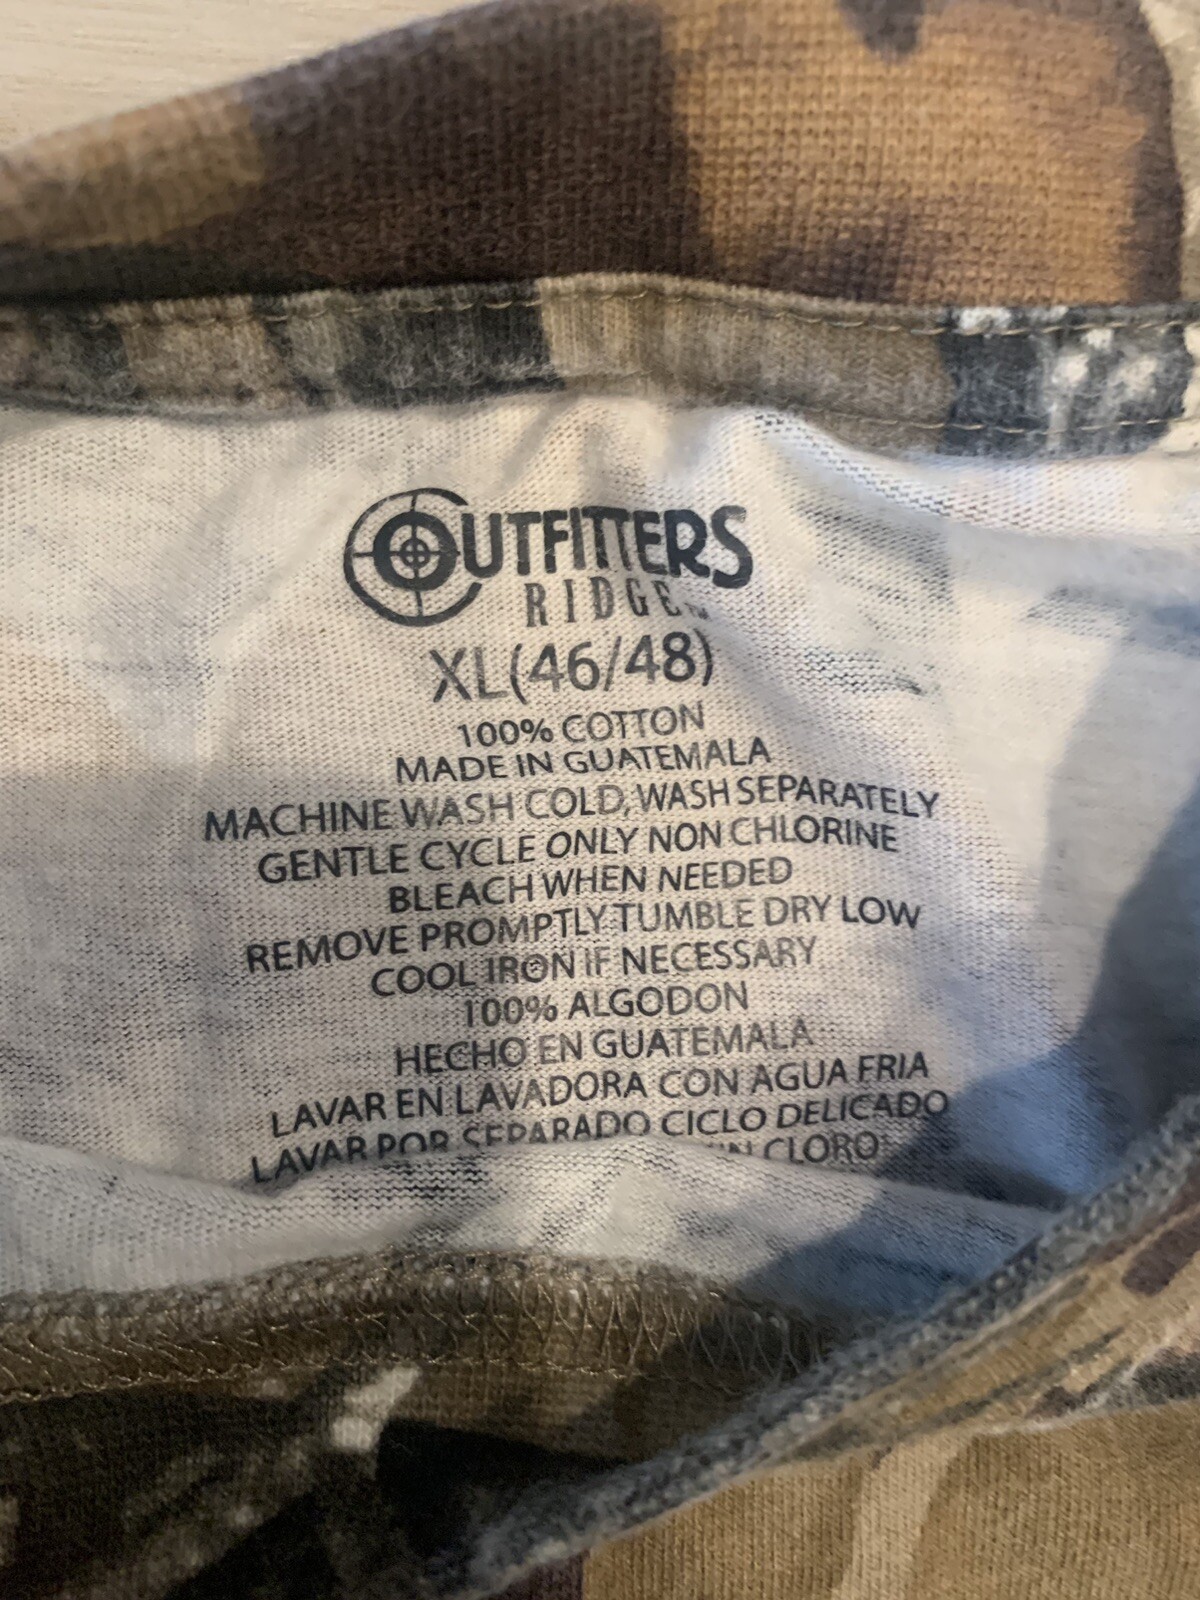 OUTFITTERS
RIDGE™
XL(46/48)
100% COTTON
MADE IN GUATEMALA
MACHINE WASH COLD, WASH SEPARATELY
GENTLE CYCLE ONLY NON CHLORINE
BLEACH WHEN NEEDED
REMOVE PROMPTLY TUMBLE DRY LOW
COOL IRON IF NECESSARY
100% ALGODON
HECHO EN GUATEMALA
LAVAR EN LAVADORA CON AGUA FRIA
LAVAR POR SEPARADO CICLO DELICADO
CLORO